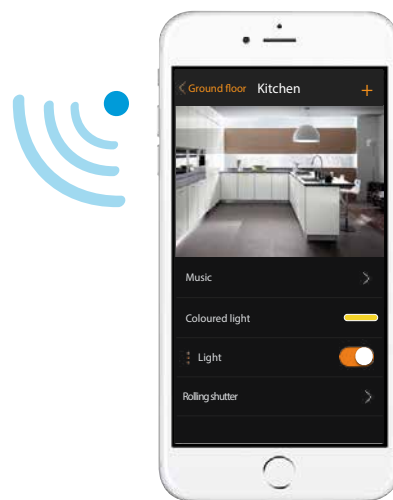 Ground floor Kitchen +
Music
Coloured light
Light
Rolling shutter